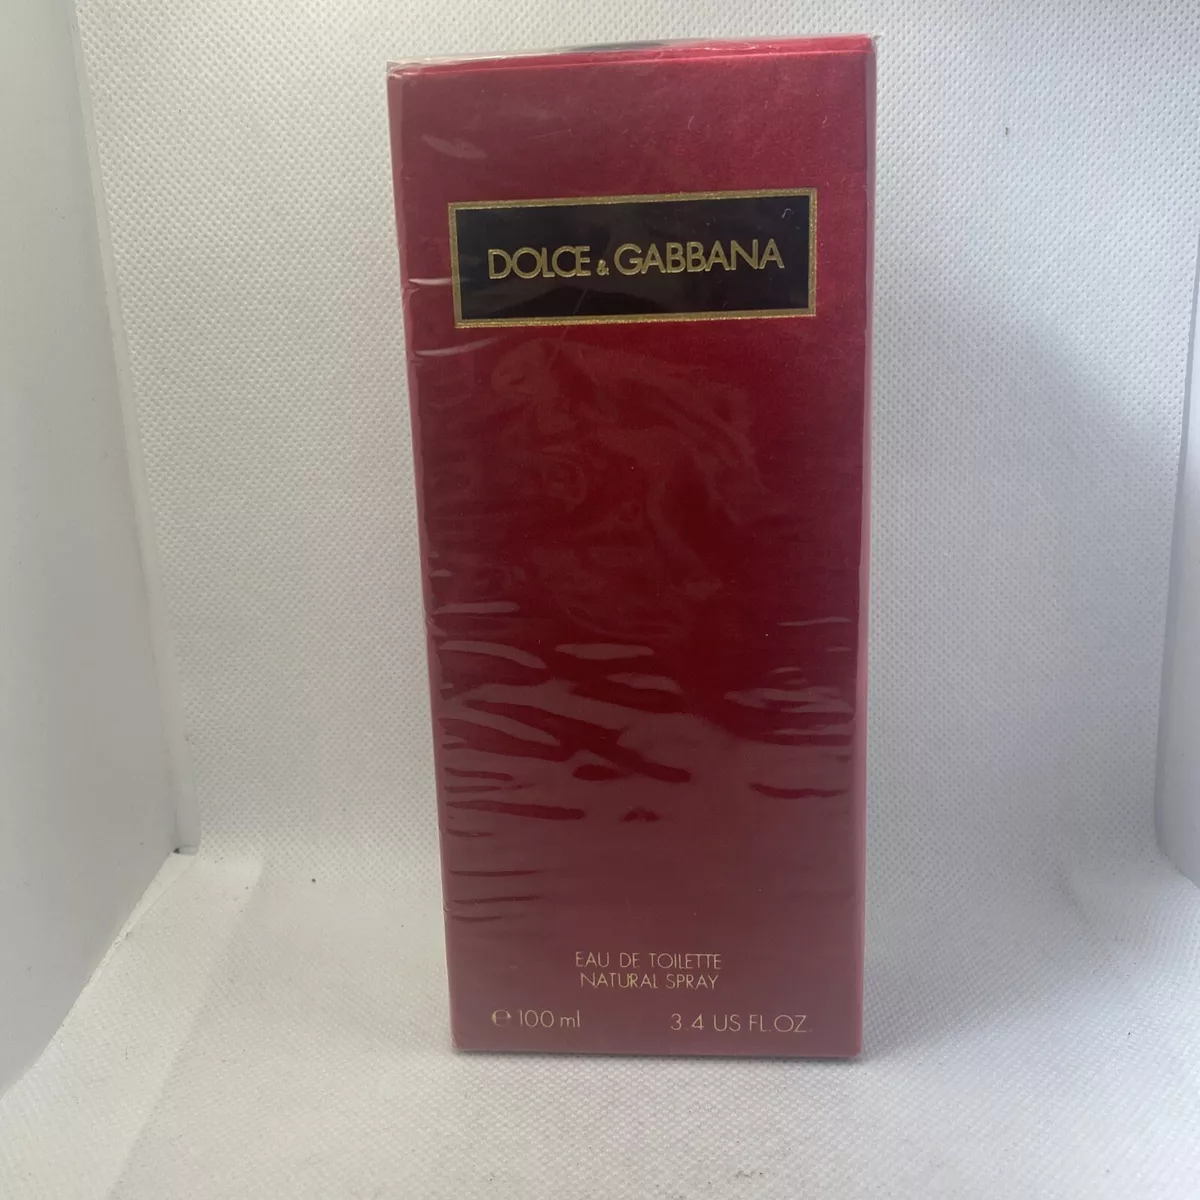 DOLCE & GABBANA
EAU DE TOILETTE
NATURAL SPRAY
℮ 100 ml 3.4 US FL.OZ.